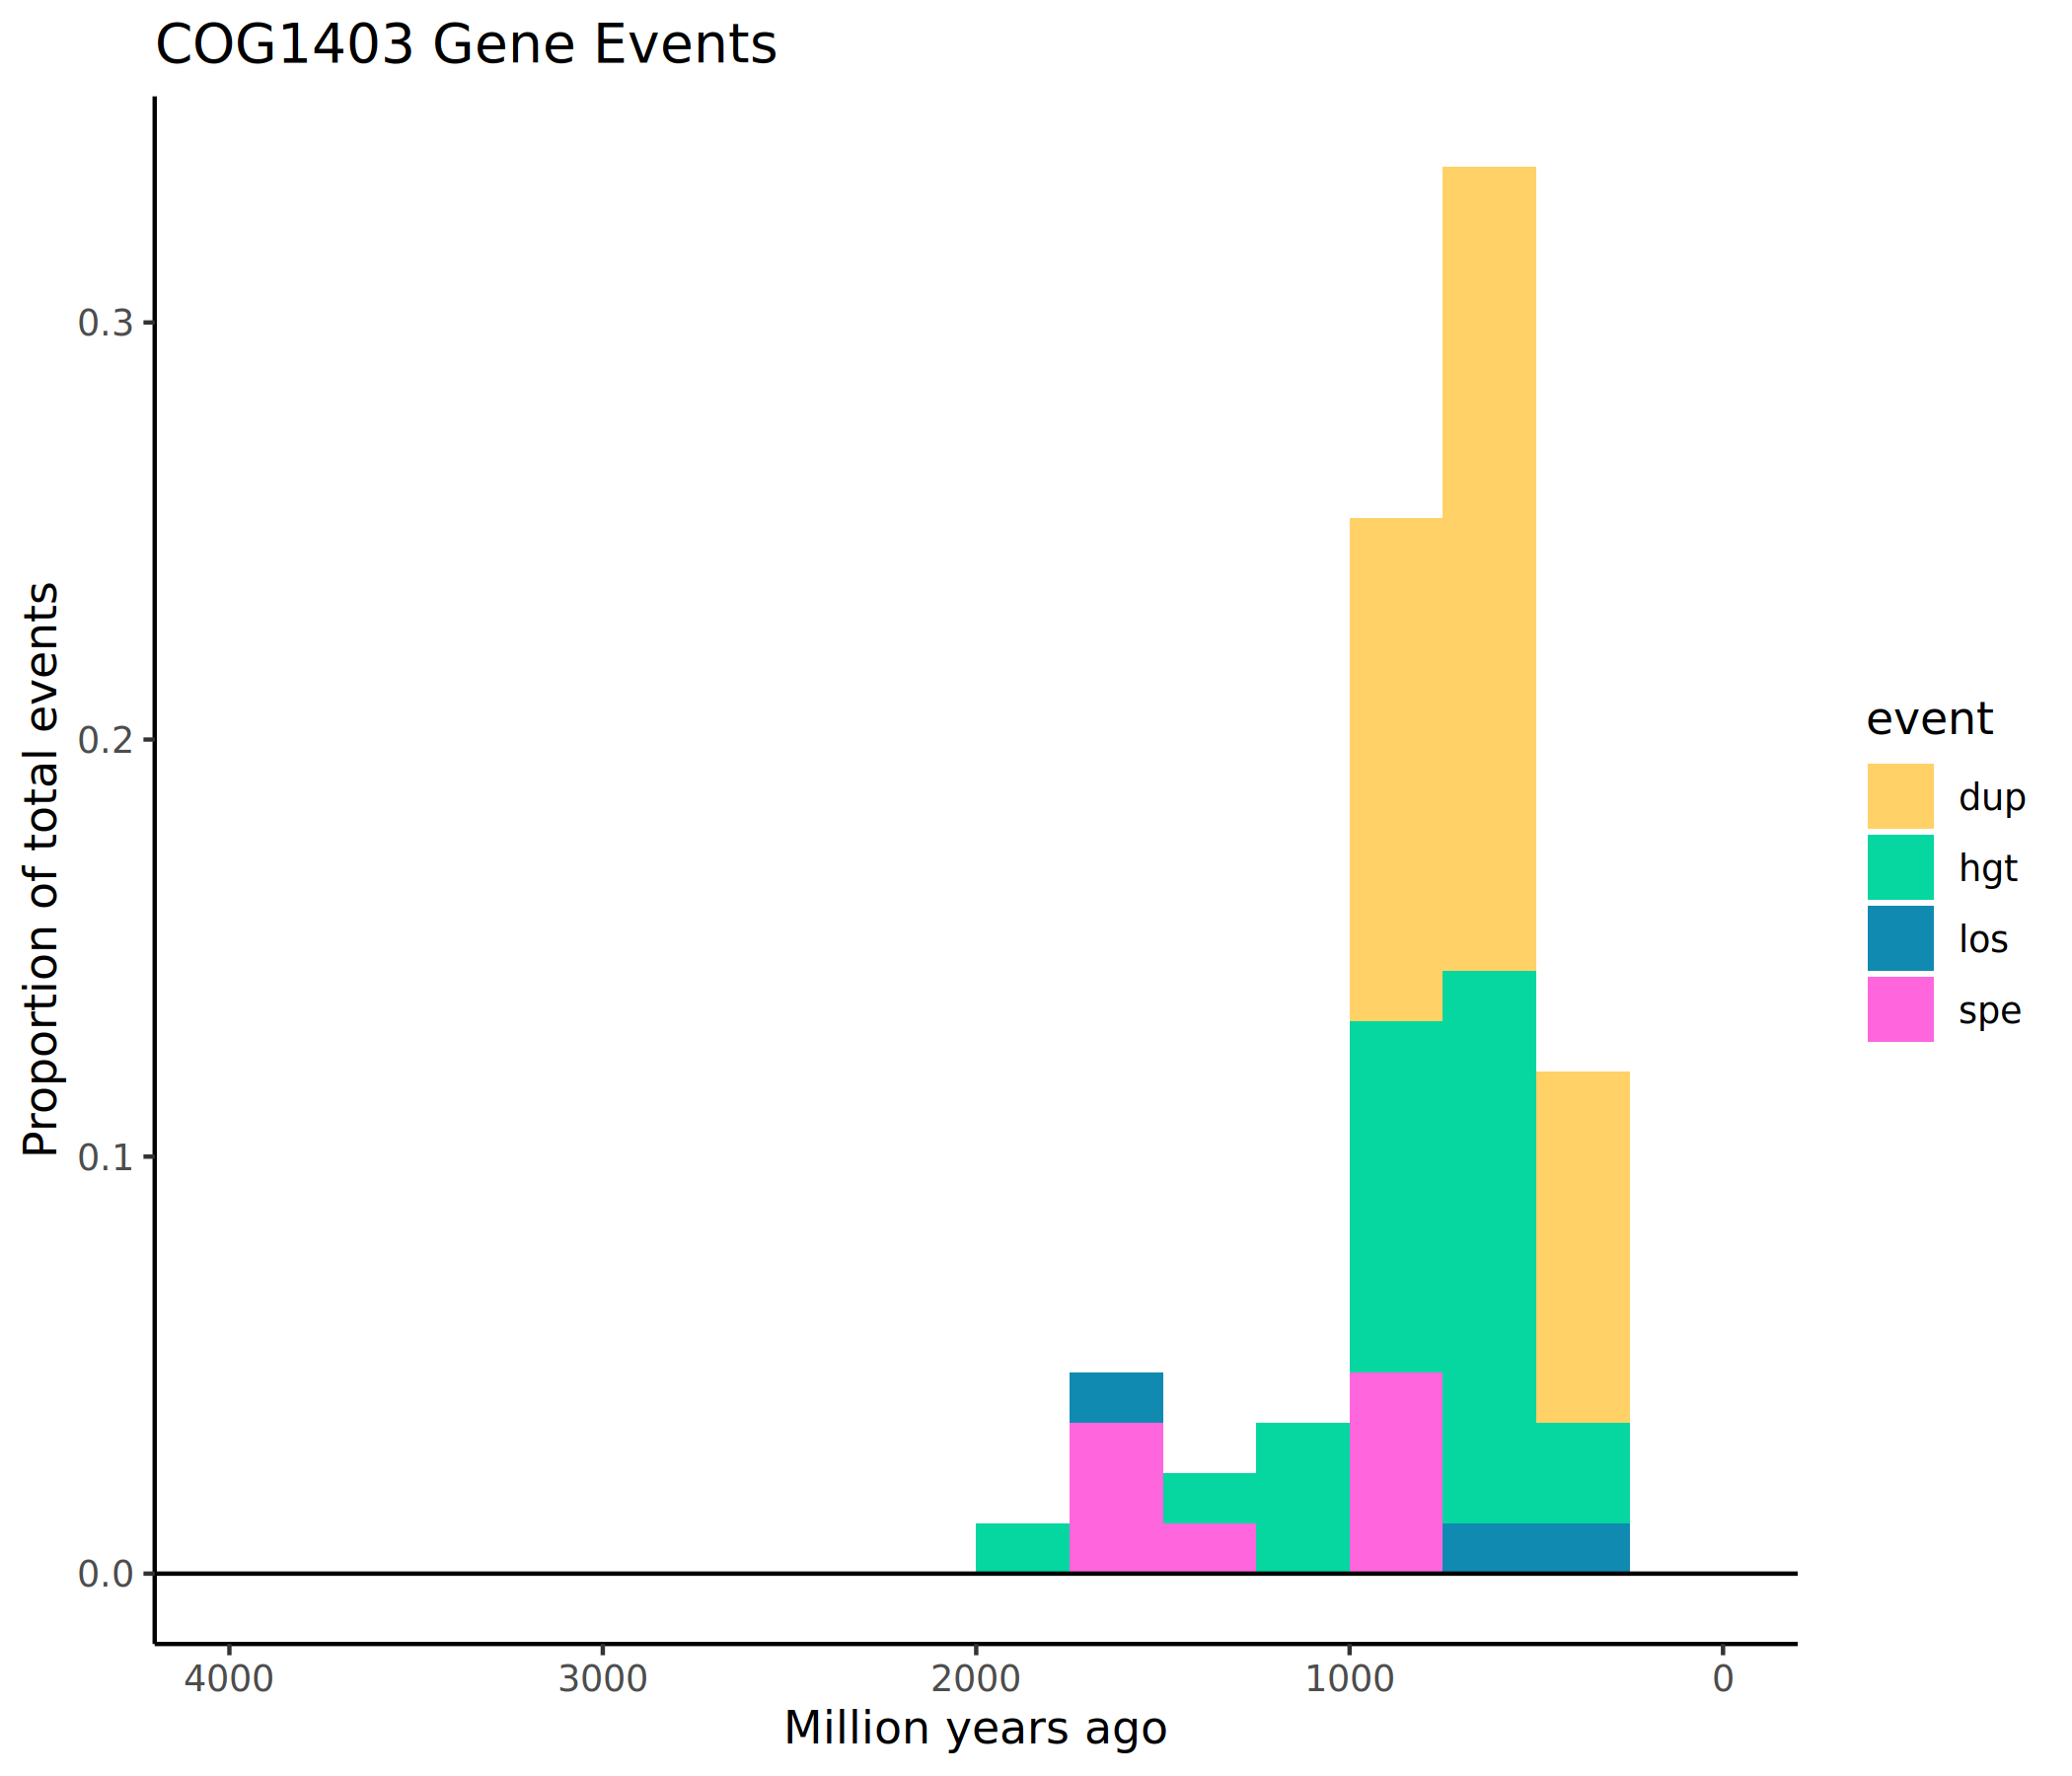 COG1403 Gene Events
Proportion of total events
0.3
0.2
0.1
0.0
4000 3000 2000 1000 0
Million years ago
event
dup
hgt
los
spe